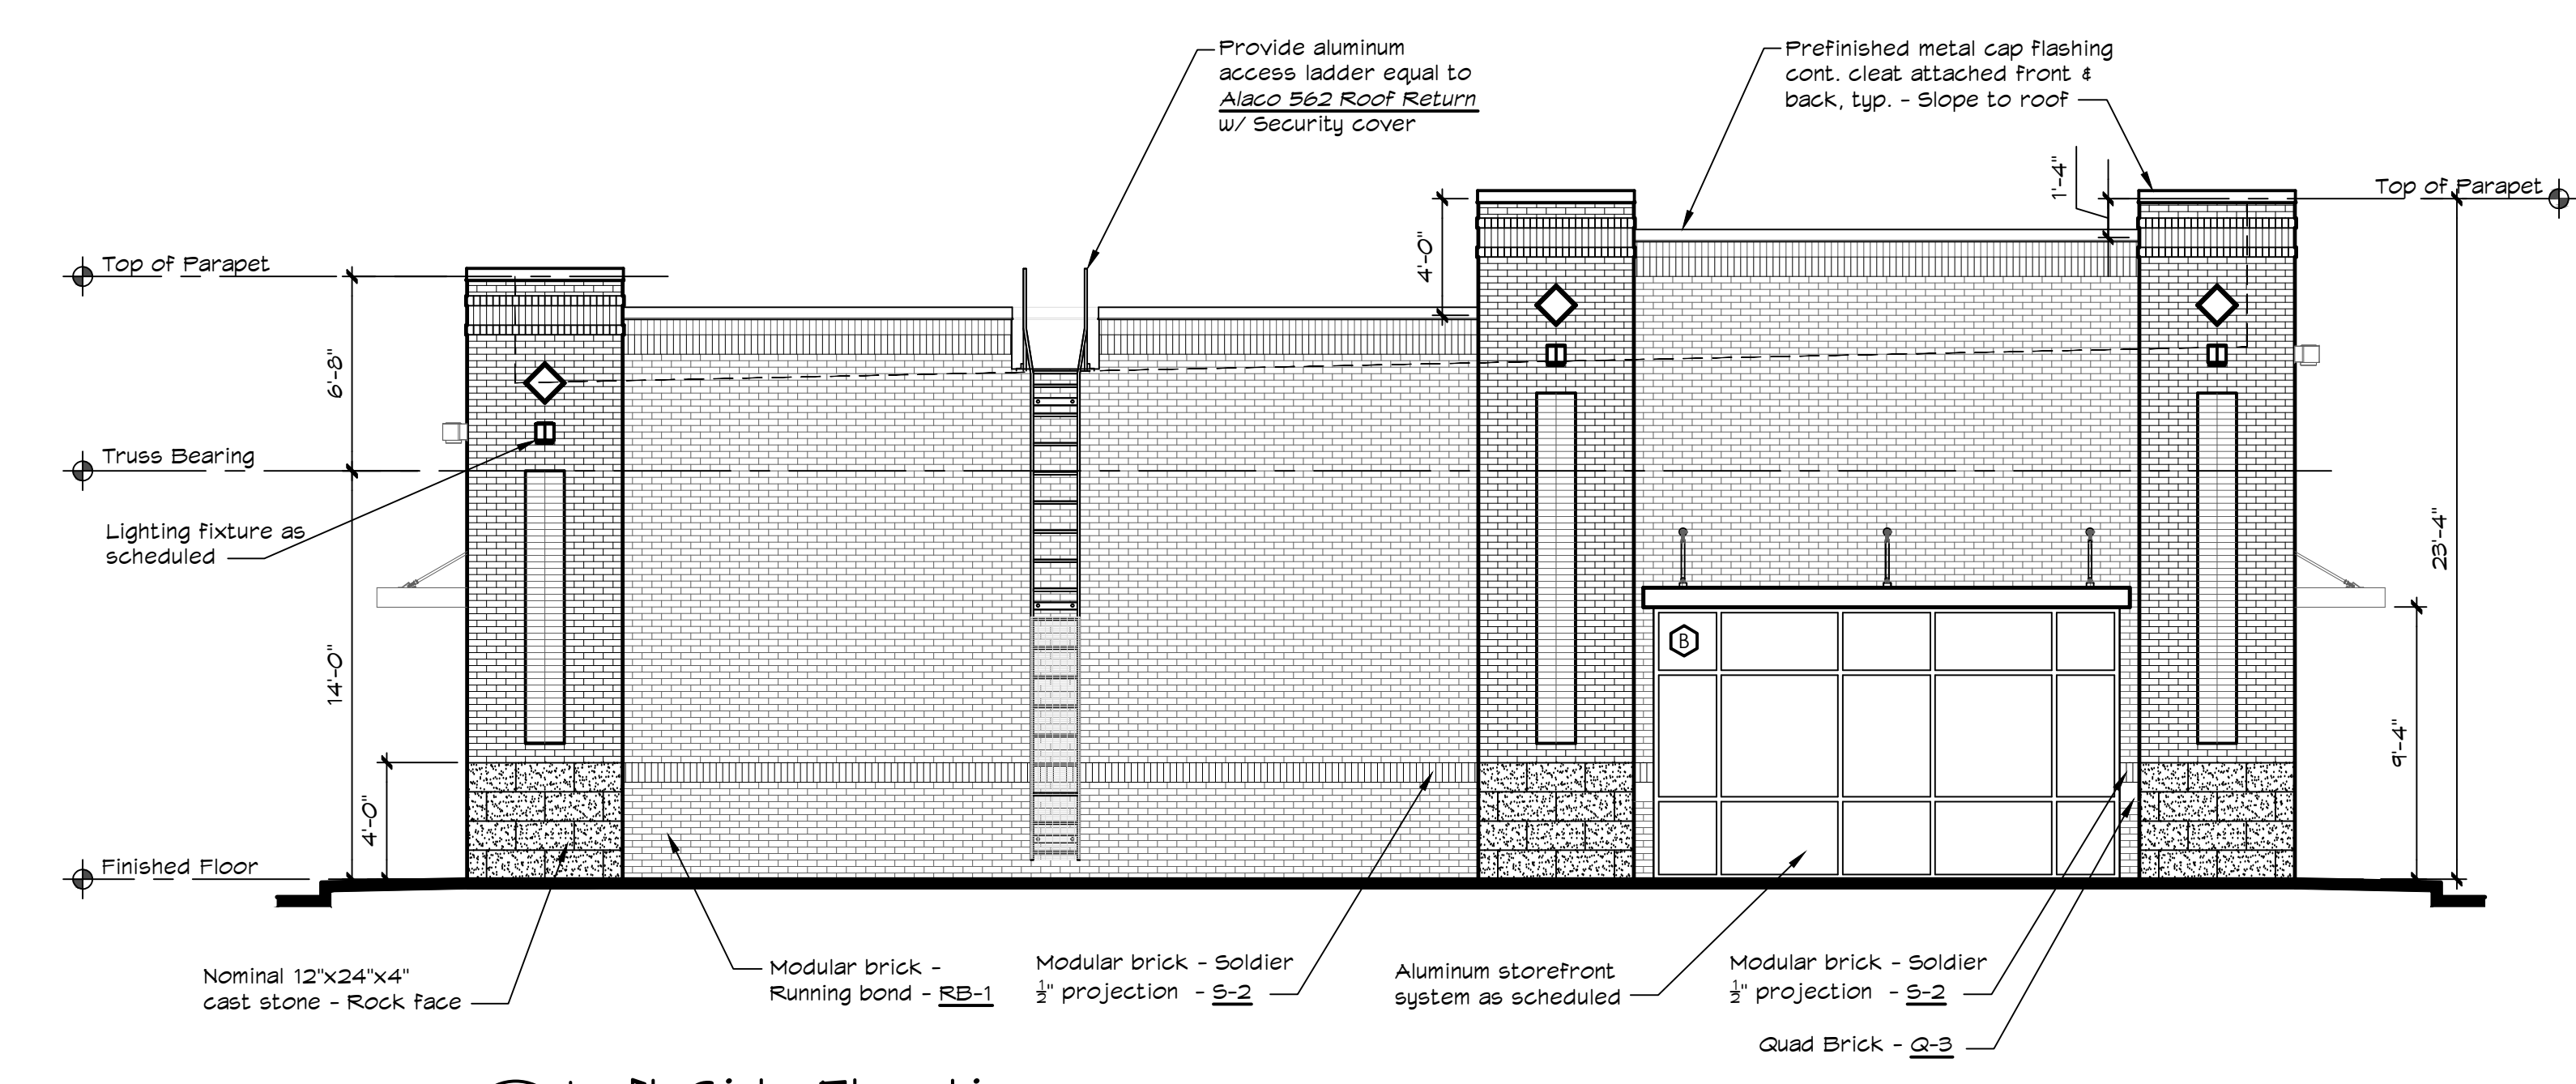 Provide aluminum
access ladder equal to
Alaco 562 Roof Return
w/ Security cover
Prefinished metal cap flashing
cont. cleat attached front &
back, typ. - Slope to roof
1'-4"
Top of Parapet
4'-0"
Top of Parapet
6'-8"
Truss Bearing
Lighting fixture as
scheduled
23'-4"
14'-0"
B
9'-4"
4'-0"
Finished Floor
Nominal 12"x24"x4"
cast stone - Rock face
Modular brick -
Running bond - RB-1
Modular brick - Soldier
½" projection - S-2
Aluminum storefront
system as scheduled
Modular brick - Soldier
½" projection - S-2
Quad Brick - Q-3